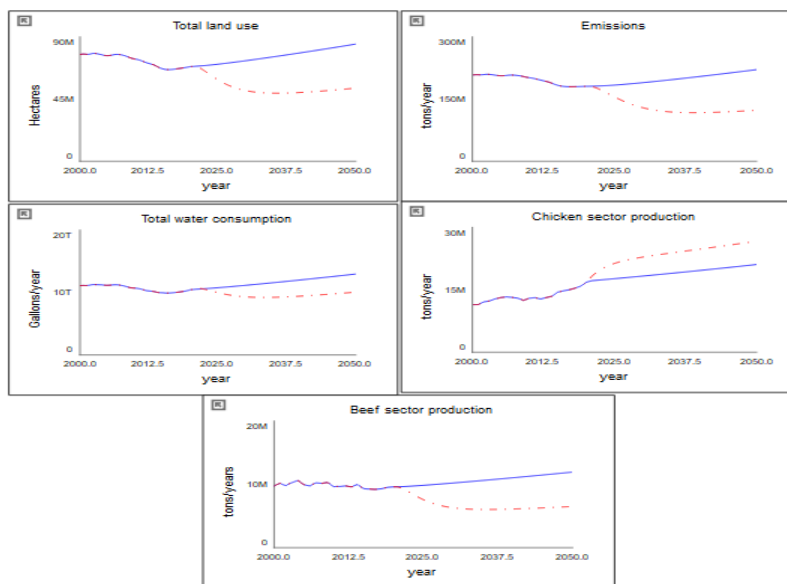 Total land use
90M
45M
0
Hectares
2000.0 2012.5 2025.0 2037.5 2050.0
year
Emissions
300M
150M
0
tons/year
2000.0 2012.5 2025.0 2037.5 2050.0
year
Total water consumption
20T
10T
0
Gallons/year
2000.0 2012.5 2025.0 2037.5 2050.0
year
Chicken sector production
30M
15M
0
tons/year
2000.0 2012.5 2025.0 2037.5 2050.0
year
Beef sector production
20M
10M
0
tons/years
2000.0 2012.5 2025.0 2037.5 2050.0
year